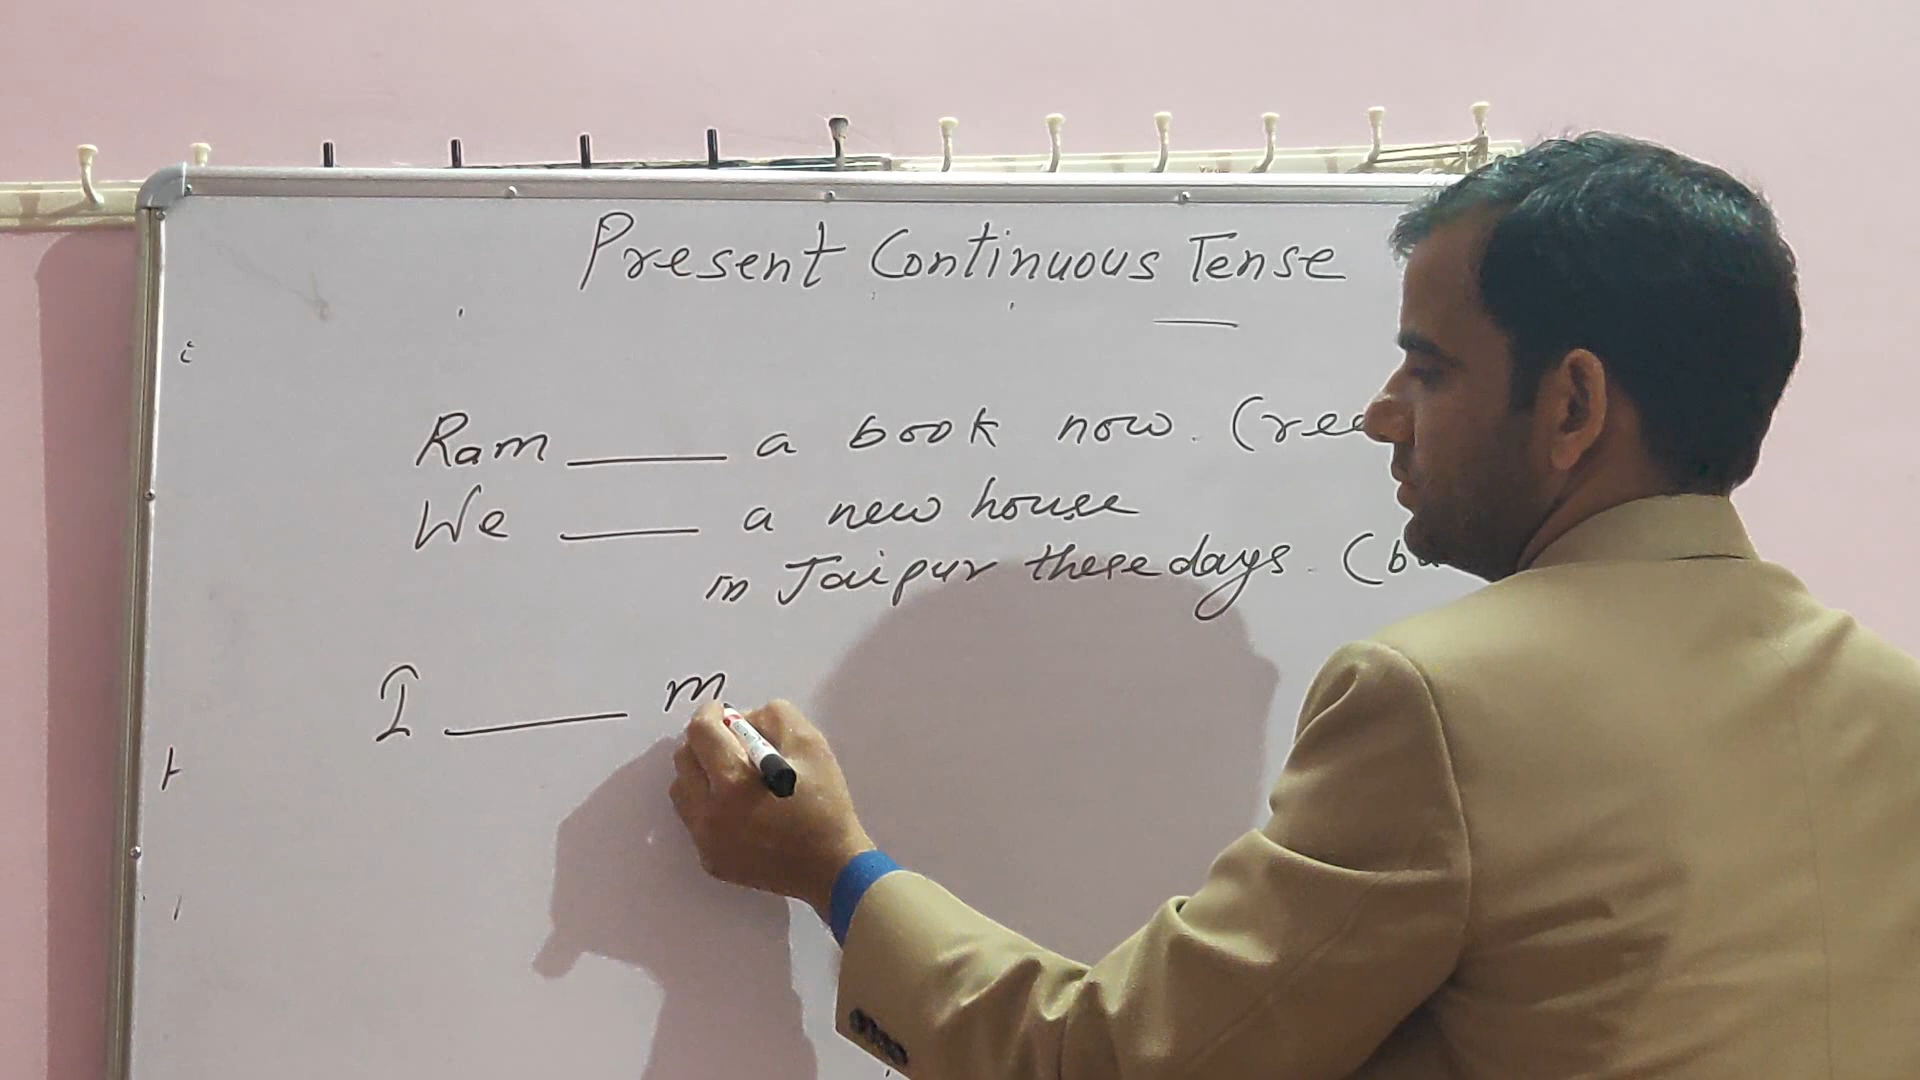 Present Continuous Tense
Ram ____ a book now. (rea
We ____ a new house
in Jaipur these days. (b
I ____ m